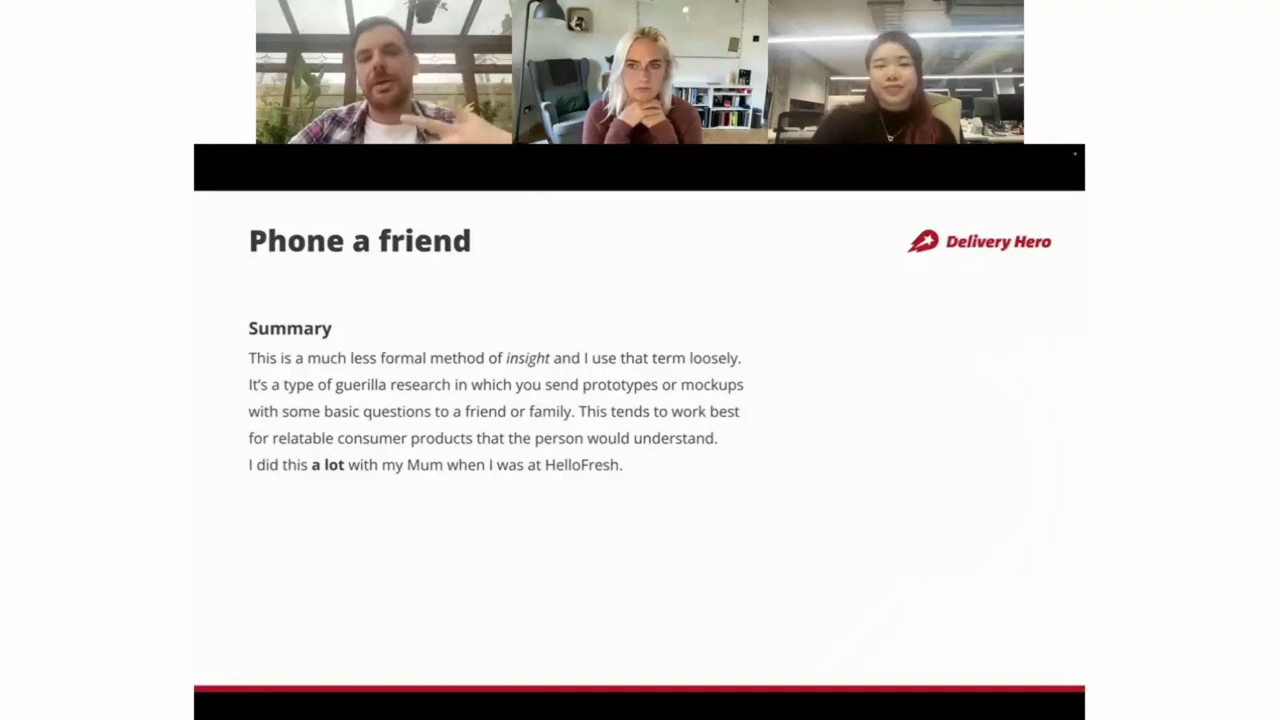 Phone a friend
Delivery Hero
Summary
This is a much less formal method of insight and I use that term loosely.
It’s a type of guerilla research in which you send prototypes or mockups
with some basic questions to a friend or family. This tends to work best
for relatable consumer products that the person would understand.
I did this a lot with my Mum when I was at HelloFresh.